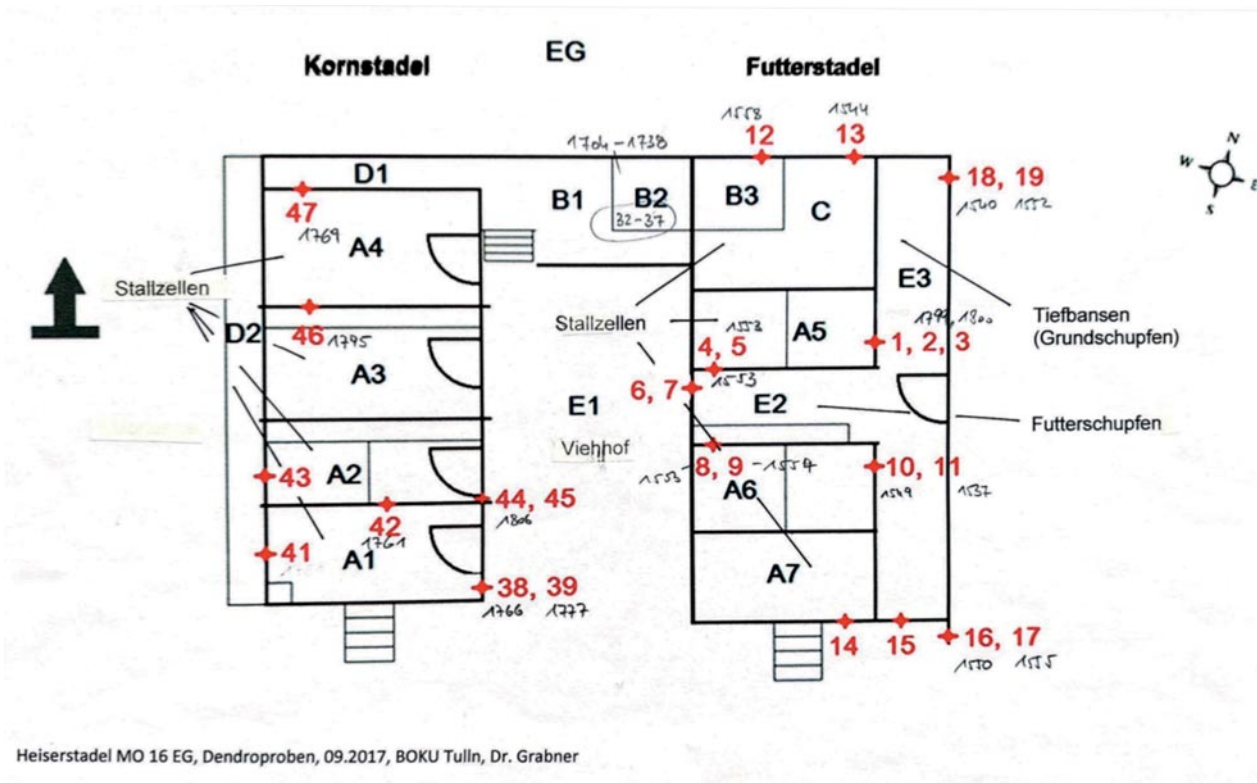 EG
Kornstadel
Futterstadel
1558
1544
12
13
1704-1738
N
W
E
S
D1
B1
B2
B3
C
18, 19
1540 1552
47
1769
32-37
A4
E3
Stallzellen
Stallzellen
Tiefbansen
(Grundschupfen)
46
1795
D2
1553
A5
1799, 1800
1, 2, 3
4, 5
1553
A3
6, 7
E1
E2
Futterschupfen
Viehhof
43
A2
8, 9
1553
1554
10, 11
1549
1537
A6
44, 45
1806
42
1761
41
A1
A7
38, 39
1766 1777
14
15
16, 17
1550 1555
Heiserstadel MO 16 EG, Dendroproben, 09.2017, BOKU Tulln, Dr. Grabner